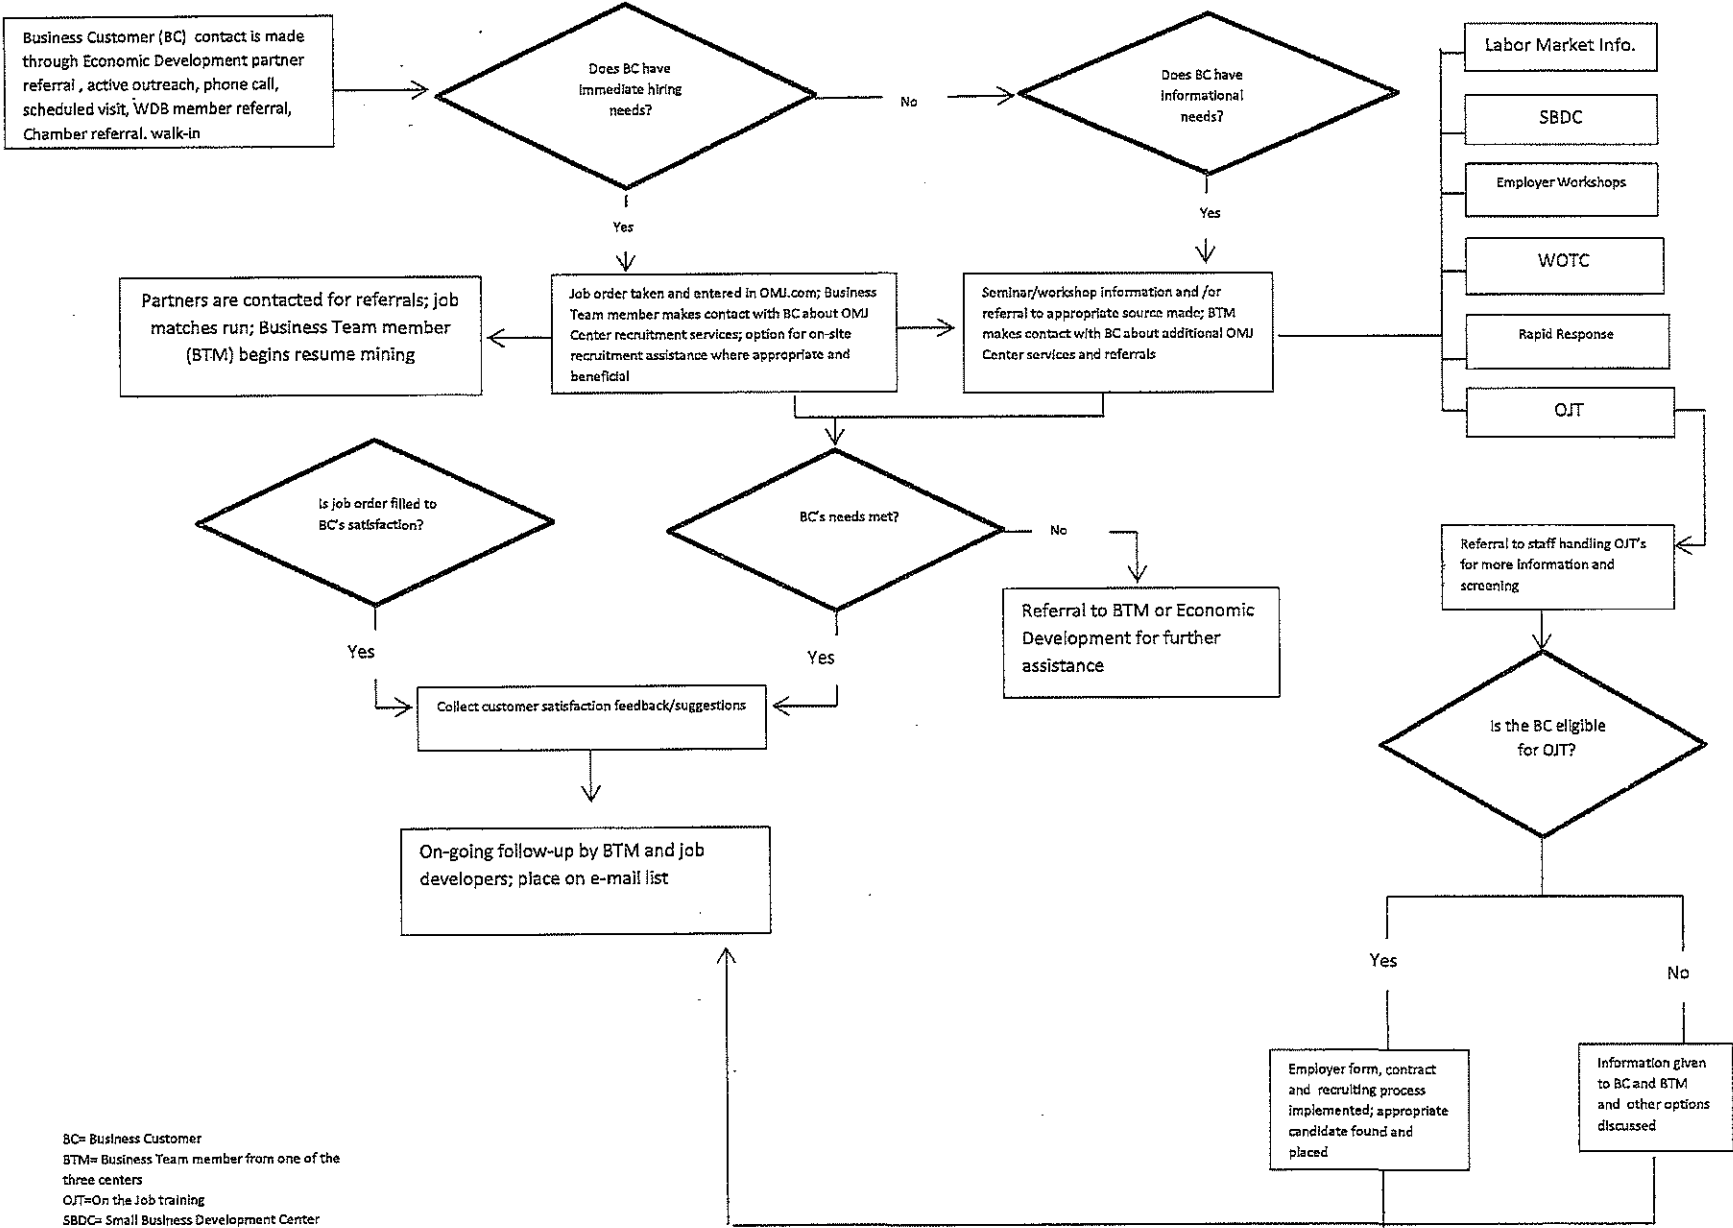 Business Customer (BC) contact is made
through Economic Development partner
referral , active outreach, phone call,
scheduled visit, WDB member referral,
Chamber referral. walk-in
Does BC have
immediate hiring
needs?
No
Does BC have
informational
needs?
Labor Market Info.
SBDC
Employer Workshops
WOTC
Rapid Response
OJT
Yes
Yes
Partners are contacted for referrals; job
matches run; Business Team member
(BTM) begins resume mining
Job order taken and entered in OMJ.com; Business
Team member makes contact with BC about OMJ
Center recruitment services; option for on-site
recruitment assistance where appropriate and
beneficial
Seminar/workshop information and /or
referral to appropriate source made; BTM
makes contact with BC about additional OMJ
Center services and referrals
Is job order filled to
BC's satisfaction?
BC's needs met?
No
Referral to staff handling OJT's
for more information and
screening
Referral to BTM or Economic
Development for further
assistance
Yes
Yes
Collect customer satisfaction feedback/suggestions
Is the BC eligible
for OJT?
On-going follow-up by BTM and job
developers; place on e-mail list
Yes
No
Employer form, contract
and recruiting process
implemented; appropriate
candidate found and
placed
Information given
to BC and BTM
and other options
discussed
BC= Business Customer
BTM= Business Team member from one of the
three centers
OJT=On the Job training
SBDC= Small Business Development Center